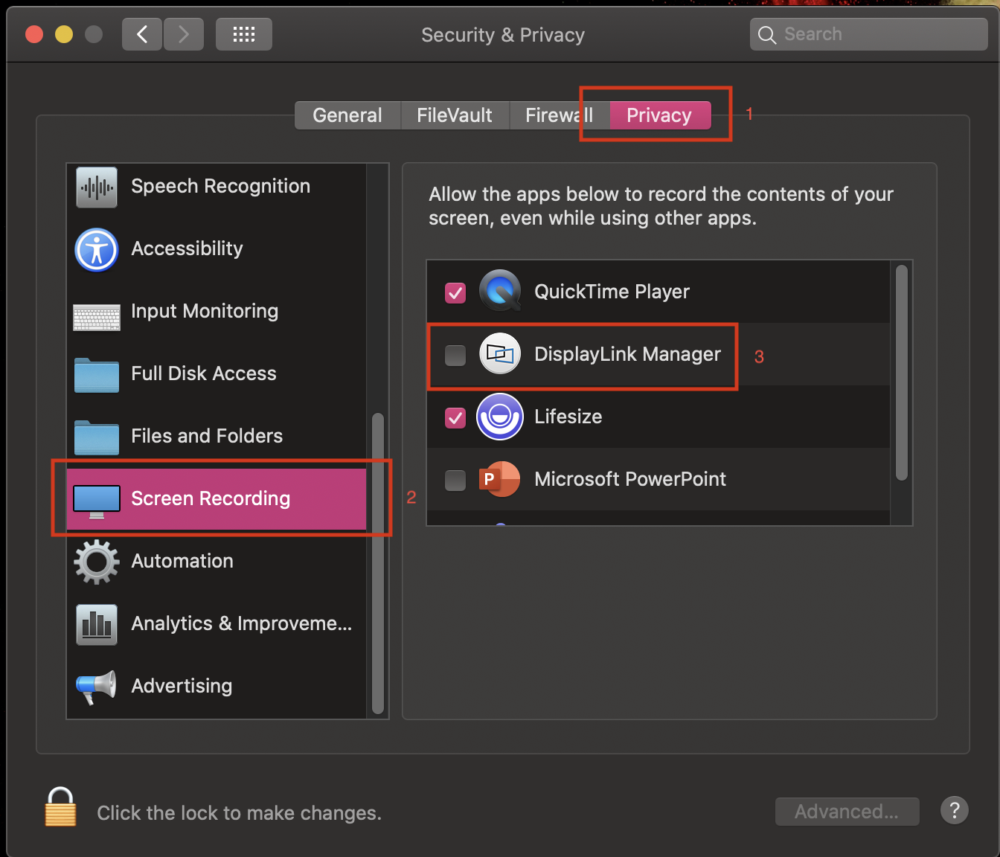 Security & Privacy
Search
General
FileVault
Firewall
Privacy
1
Speech Recognition
Accessibility
Input Monitoring
Full Disk Access
Files and Folders
Screen Recording
2
Automation
Analytics & Improveme...
Advertising
Allow the apps below to record the contents of your
screen, even while using other apps.
QuickTime Player
DisplayLink Manager
3
Lifesize
P
Microsoft PowerPoint
Click the lock to make changes.
Advanced...
?